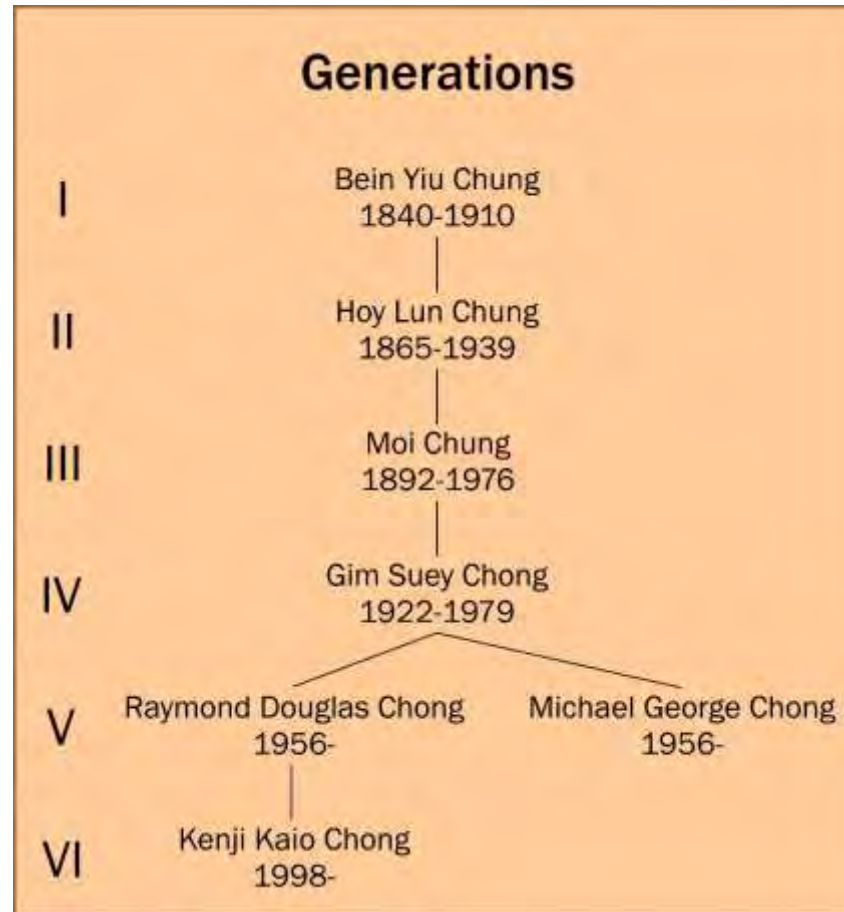 Generations
I
Bein Yiu Chung
1840-1910
II
Hoy Lun Chung
1865-1939
III
Moi Chung
1892-1976
IV
Gim Suey Chong
1922-1979
V
Raymond Douglas Chong
1956-
Michael George Chong
1956-
VI
Kenji Kaio Chong
1998-